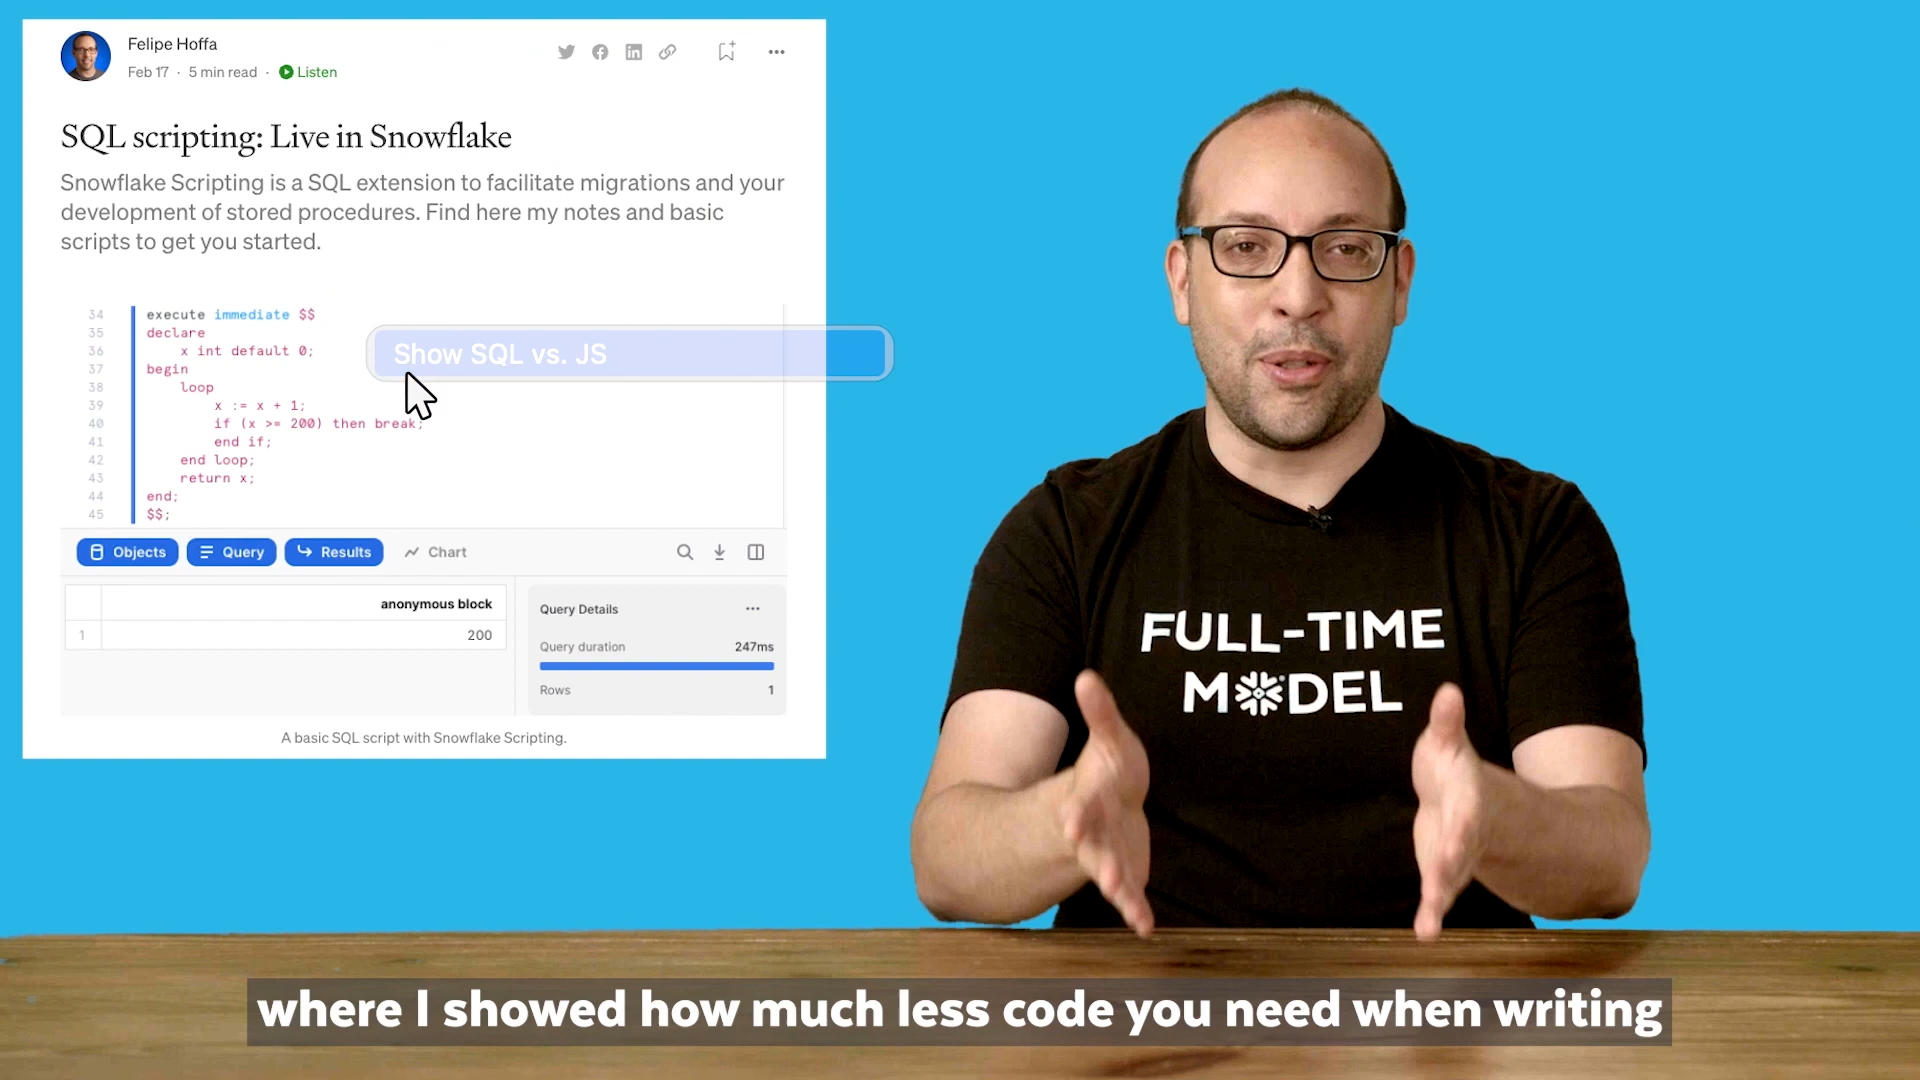 Felipe Hoffa
Feb 17 · 5 min read · Listen
SQL scripting: Live in Snowflake
Snowflake Scripting is a SQL extension to facilitate migrations and your
development of stored procedures. Find here my notes and basic
scripts to get you started.
34 execute immediate $$
35 declare
36 x int default 0;
37 begin
38 loop
39 x := x + 1;
40 if (x >= 200) then break;
41 end if;
42 end loop;
43 return x;
44 end;
45 $$;
Show SQL vs. JS
Objects Query Results Chart
anonymous block
1 200
Query Details ...
Query duration 247ms
Rows 1
A basic SQL script with Snowflake Scripting.
FULL-TIME
MODEL
where I showed how much less code you need when writing